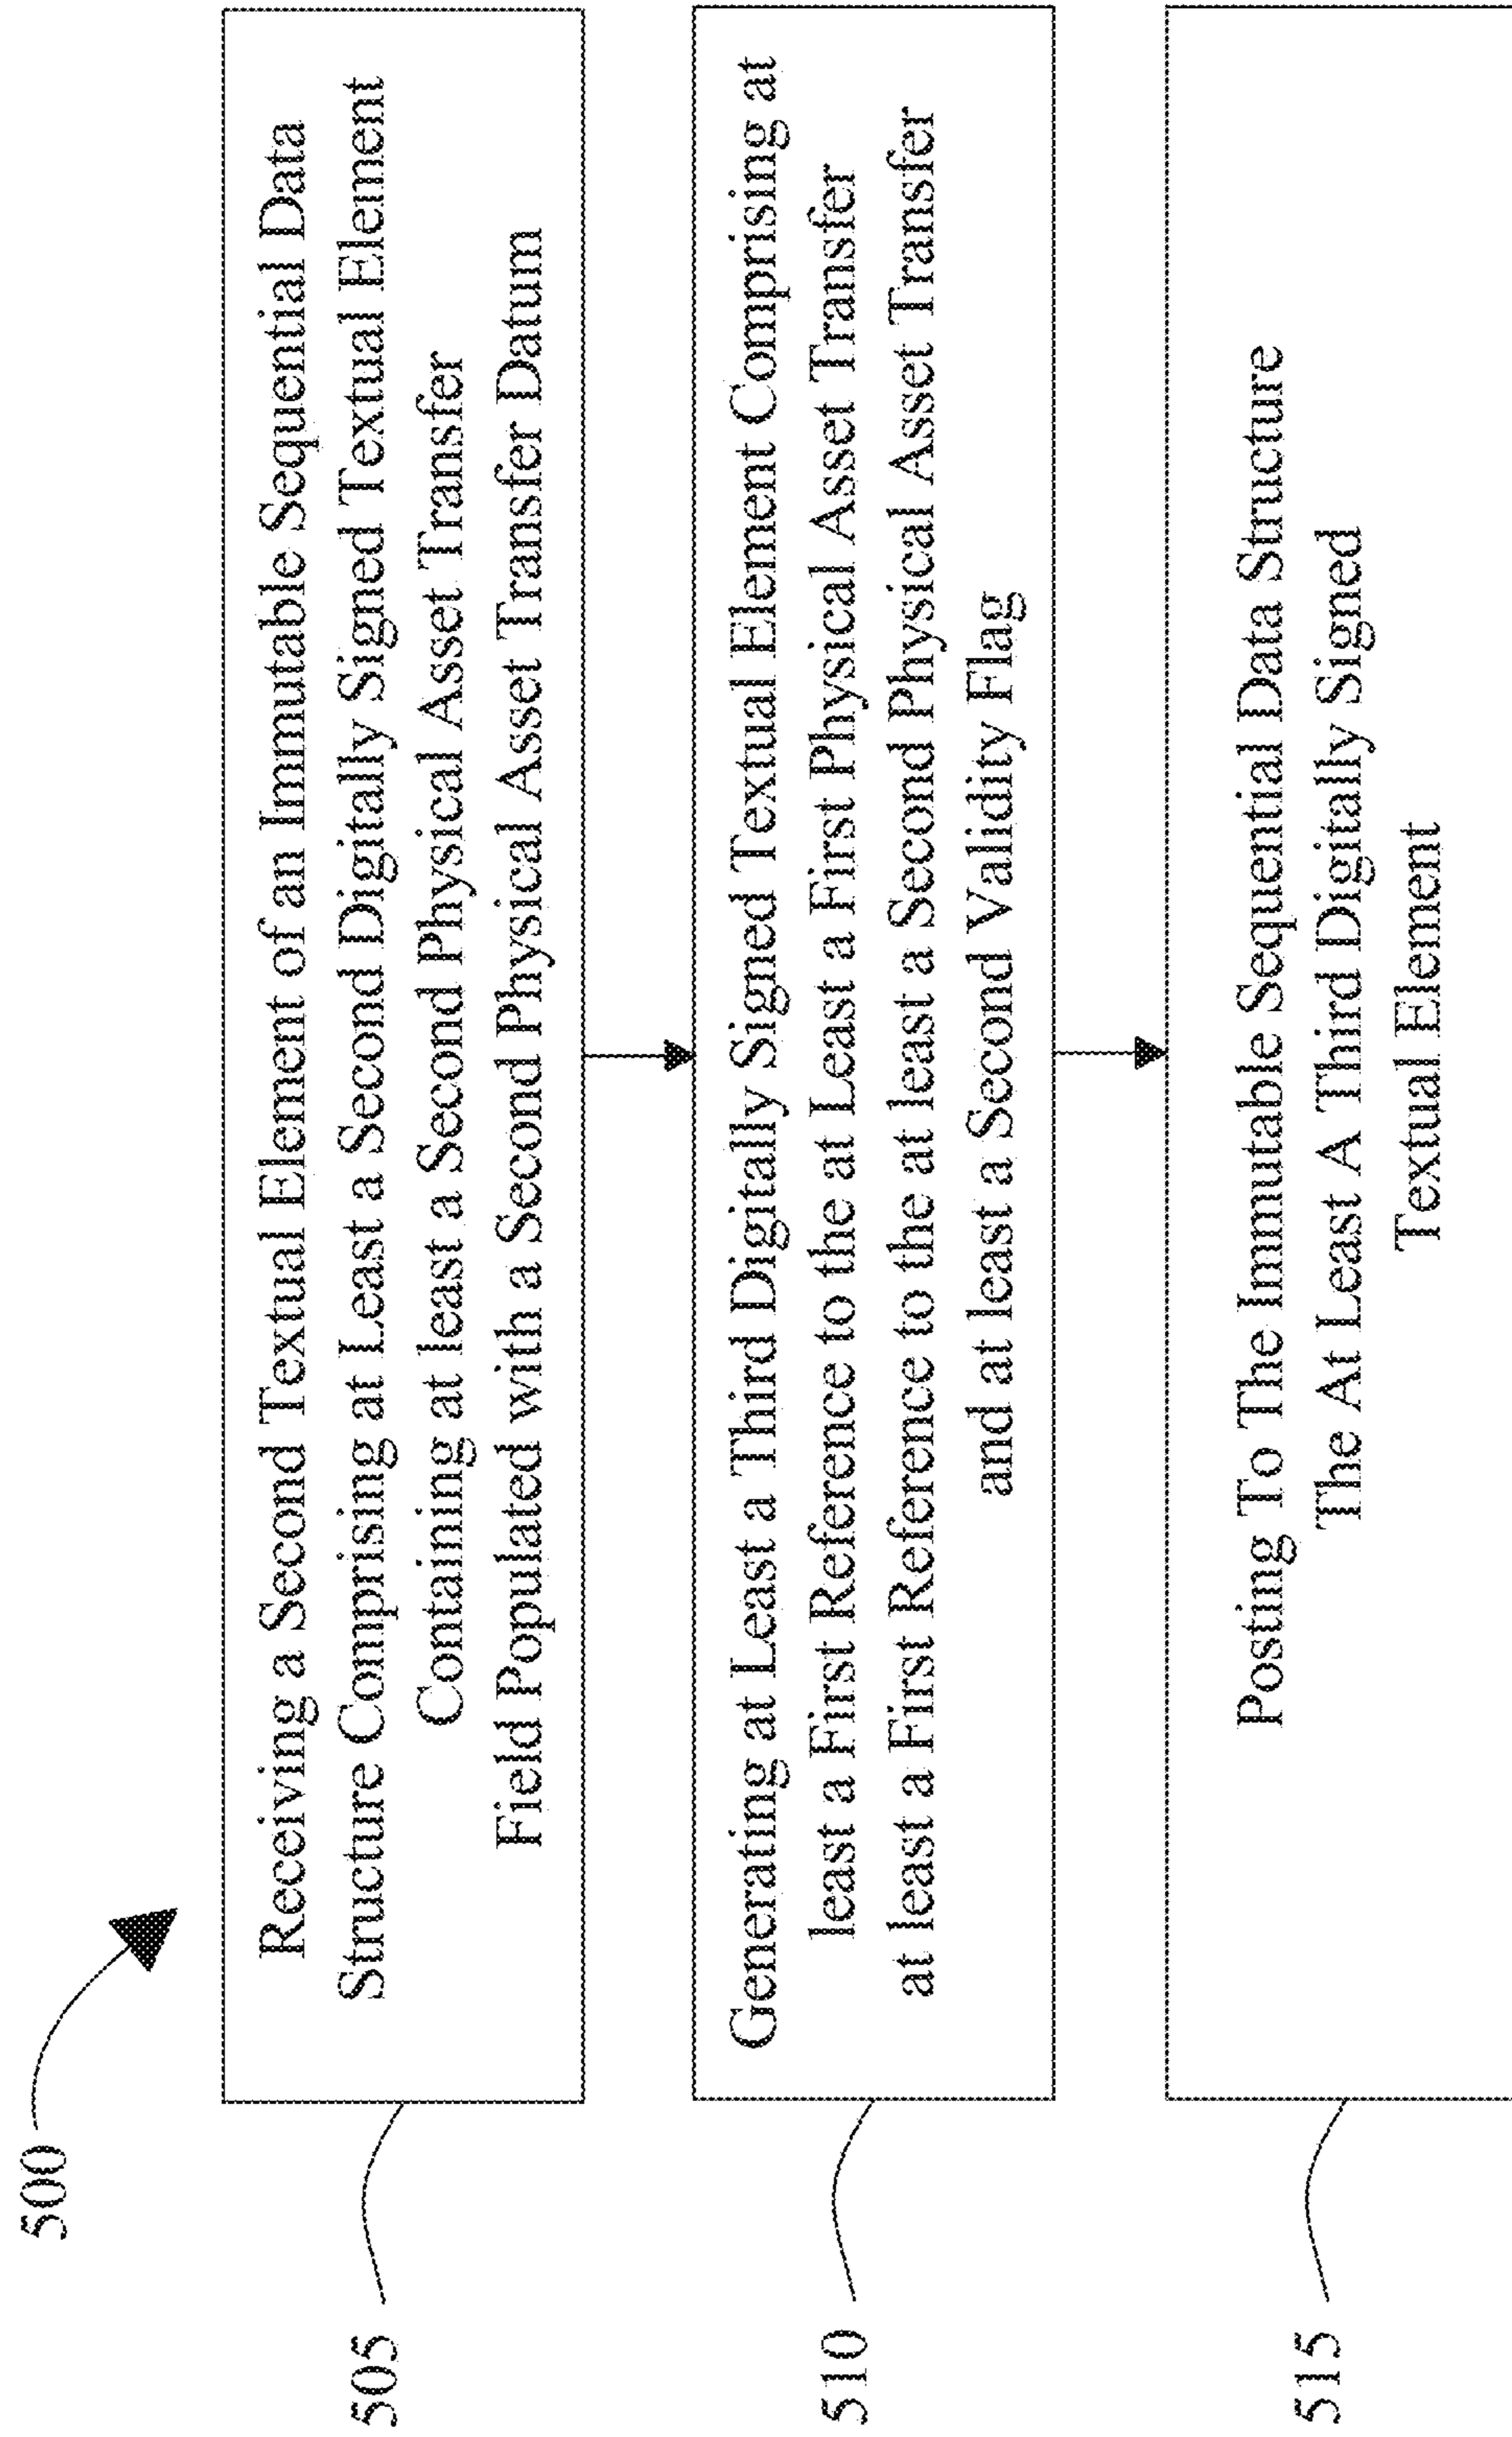 500
505
Receiving a Second Textual Element of an Immutable Sequential Data
Structure Comprising at Least a Second Digitally Signed Textual Element
Containing at least a Second Physical Asset Transfer
Field Populated with a Second Physical Asset Transfer Datum
510
Generating at Least a Third Digitally Signed Textual Element Comprising at
least a First Reference to the at Least a First Physical Asset Transfer
at least a First Reference to the at least a Second Physical Asset Transfer
and at least a Second Validity Flag
515
Posting To The Immutable Sequential Data Structure
The At Least A Third Digitally Signed
Textual Element